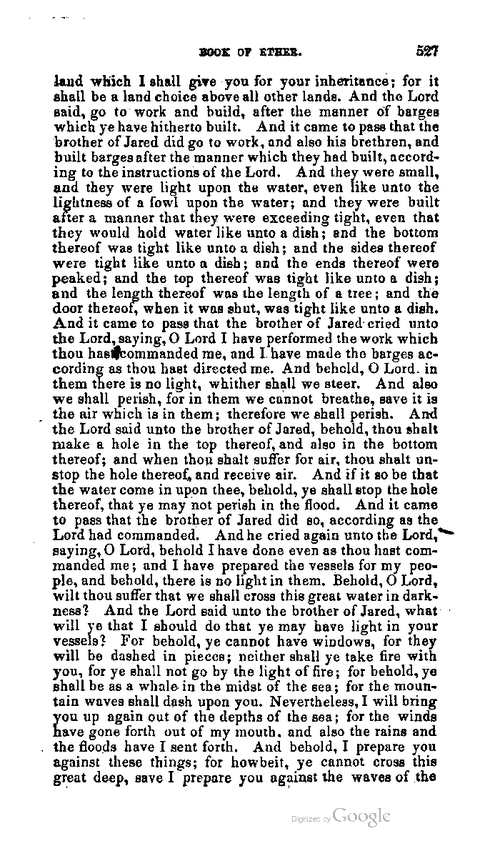 BOOK OF ETHER. 527
land which I shall give you for your inheritance; for it
shall be a land choice above all other lands. And the Lord
said, go to work and build, after the manner of barges
which ye have hitherto built. And it came to pass that the
brother of Jared did go to work, and also his brethren, and
built barges after the manner which they had built, accord-
ing to the instructions of the Lord. And they were small,
and they were light upon the water, even like unto the
lightness of a fowl upon the water; and they were built
after a manner that they were exceeding tight, even that
they would hold water like unto a dish; and the bottom
thereof was tight like unto a dish; and the sides thereof
were tight like unto a dish; and the ends thereof were
peaked; and the top thereof was tight like unto a dish;
and the length thereof was the length of a tree; and the
door thereof, when it was shut, was tight like unto a dish.
And it came to pass that the brother of Jared cried unto
the Lord, saying, O Lord I have performed the work which
thou hast commanded me, and I have made the barges ac-
cording as thou hast directed me. And behold, O Lord. in
them there is no light, whither shall we steer. And also
we shall perish, for in them we cannot breathe, save it is
the air which is in them; therefore we shall perish. And
the Lord said unto the brother of Jared, behold, thou shalt
make a hole in the top thereof, and also in the bottom
thereof; and when thou shalt suffer for air, thou shalt un-
stop the hole thereof, and receive air. And if it so be that
the water come in upon thee, behold, ye shall stop the hole
thereof, that ye may not perish in the flood. And it came
to pass that the brother of Jared did so, according as the
Lord had commanded. And he cried again unto the Lord,
saying, O Lord, behold I have done even as thou hast com-
manded me; and I have prepared the vessels for my peo-
ple, and behold, there is no light in them. Behold, O Lord,
wilt thou suffer that we shall cross this great water in dark-
ness? And the Lord said unto the brother of Jared, what
will ye that I should do that ye may have light in your
vessels? For behold, ye cannot have windows, for they
will be dashed in pieces; neither shall ye take fire with
you, for ye shall not go by the light of fire; for behold, ye
shall be as a whale in the midst of the sea; for the moun-
tain waves shall dash upon you. Nevertheless, I will bring
you up again out of the depths of the sea; for the winds
have gone forth out of my mouth, and also the rains and
the floods have I sent forth. And behold, I prepare you
against these things; for howbeit, ye cannot cross this
great deep, save I prepare you against the waves of the
Digitized by Google